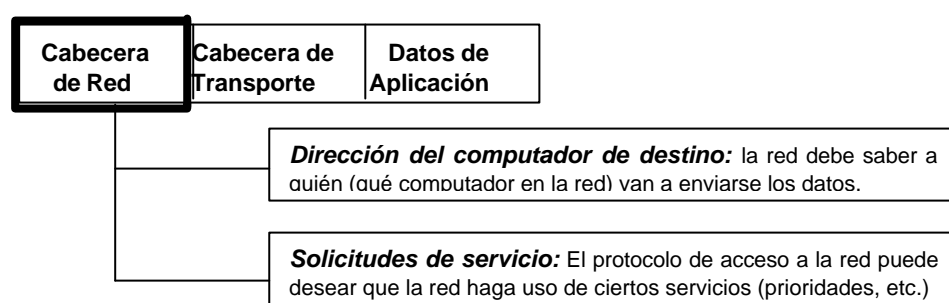 Cabecera de Red
Cabecera de Transporte
Datos de Aplicación
Dirección del computador de destino: la red debe saber a
quién (qué computador en la red) van a enviarse los datos.
Solicitudes de servicio: El protocolo de acceso a la red puede
desear que la red haga uso de ciertos servicios (prioridades, etc.)